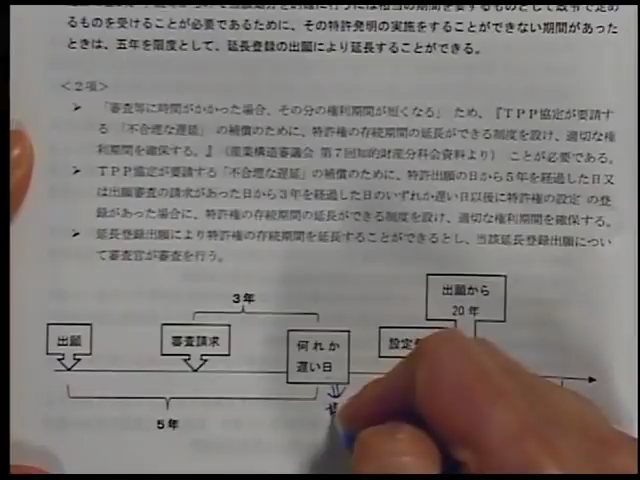 るものを受けることが必要であるために、その特許発明の実施をすることができない期間があった
ときは、五年を限度として、延長登録の出願により延長することができる。
＜2項＞
➤ 「審査等に時間がかかった場合、その分の権利期間が短くなる」ため、『ＴＰＰ協定が要請す
る「不合理な遅延」の補償のために、特許権の存続期間の延長ができる制度を設け、適切な権
利期間を確保する。』（産業構造審議会 第7回知的財産分科会資料より）ことが必要である。
➤ ＴＰＰ協定が要請する「不合理な遅延」の補償のために、特許出願の日から5年を経過した日又
は出願審査の請求があった日から3年を経過した日のいずれか遅い日以後に特許権の設定の登
録があった場合に、特許権の存続期間の延長ができる制度を設け、適切な権利期間を確保する。
➤ 延長登録出願により特許権の存続期間を延長することができるとし、当該延長登録出願につい
て審査官が審査を行う。
出願から
20年
3年
出願
審査請求
何れか
遅い日
設定
5年